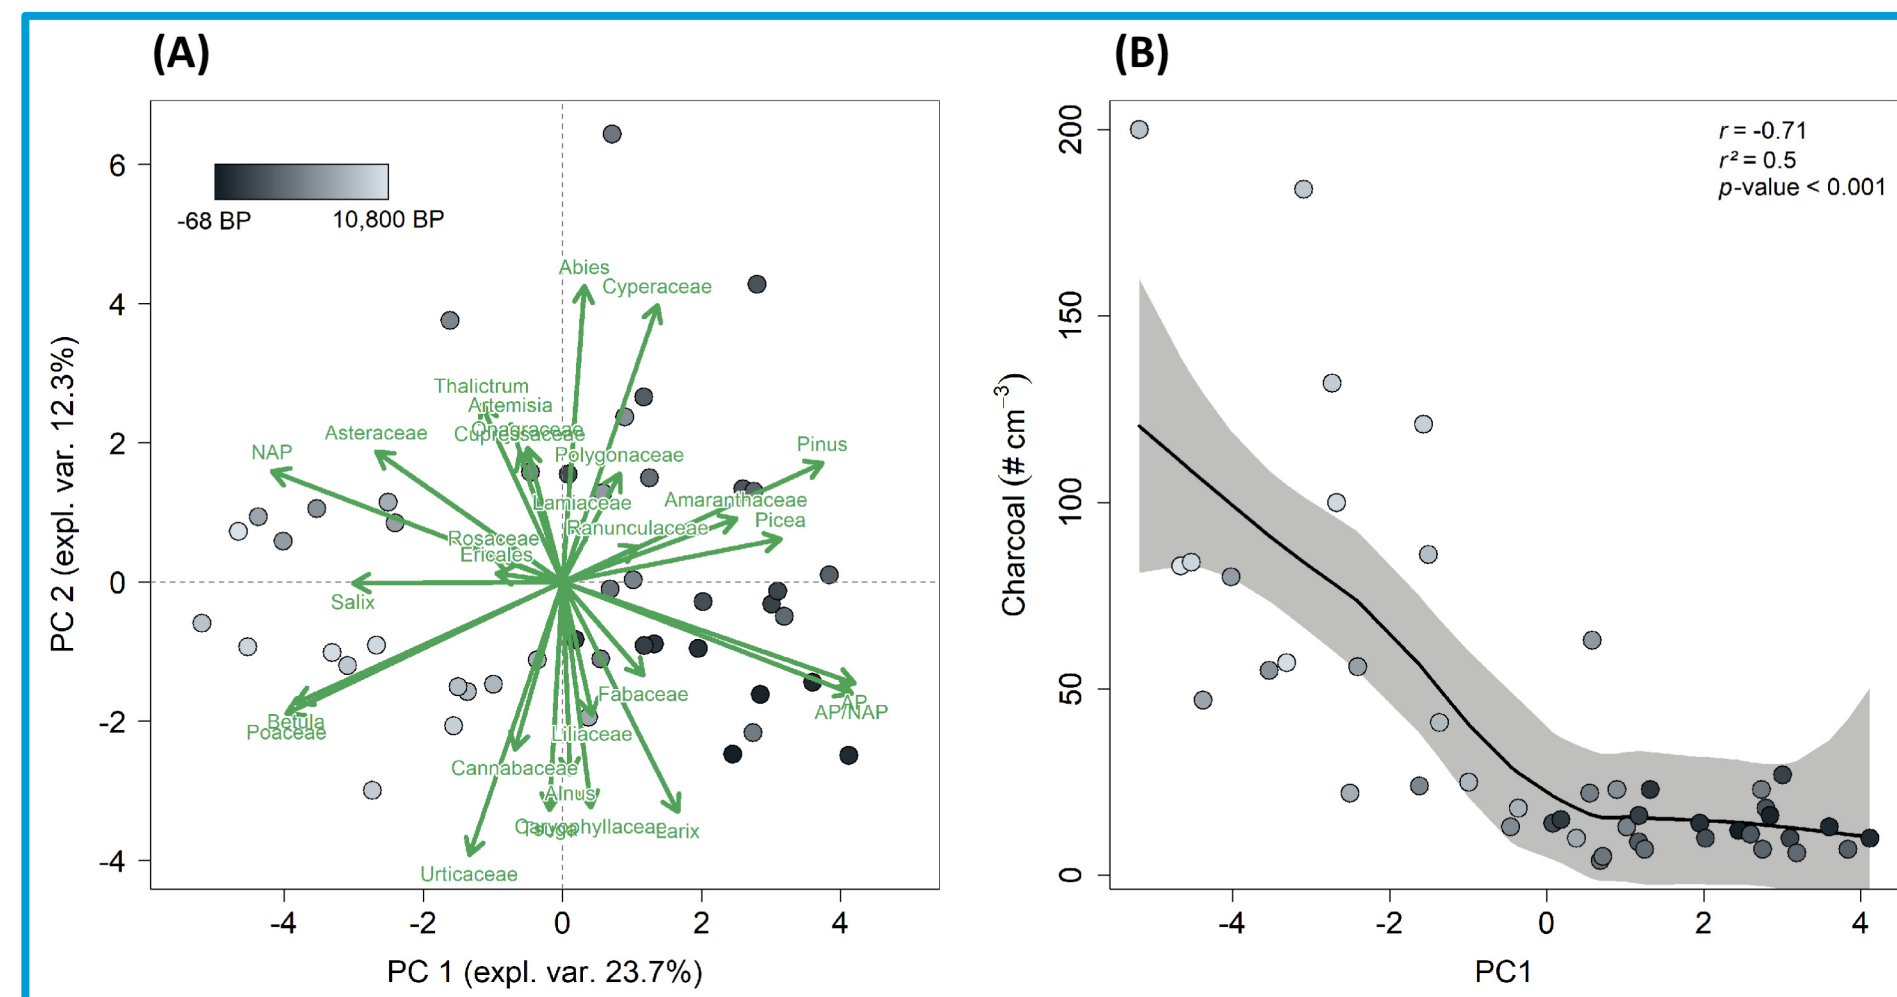 (A)
PC 2 (expl. var. 12.3%)
6
4
2
0
-2
-4
-68 BP
10,800 BP
Abies
Cyperaceae
Thalictrum
Artemisia
Onagraceae
Cupressaceae
Asteraceae
NAP
Polygonaceae
Pinus
Lamiaceae
Amaranthaceae
Ranunculaceae
Picea
Rosaceae
Ericales
Salix
Betula
Poaceae
Fabaceae
AP
AP/NAP
Liliaceae
Cannabaceae
Alnus
Caryophyllaceae
Tsuga
Larix
Urticaceae
-4
-2
0
2
4
PC 1 (expl. var. 23.7%)
(B)
Charcoal (# cm⁻³)
200
150
100
50
0
r = -0.71
r² = 0.5
p-value < 0.001
-4
-2
0
2
4
PC1